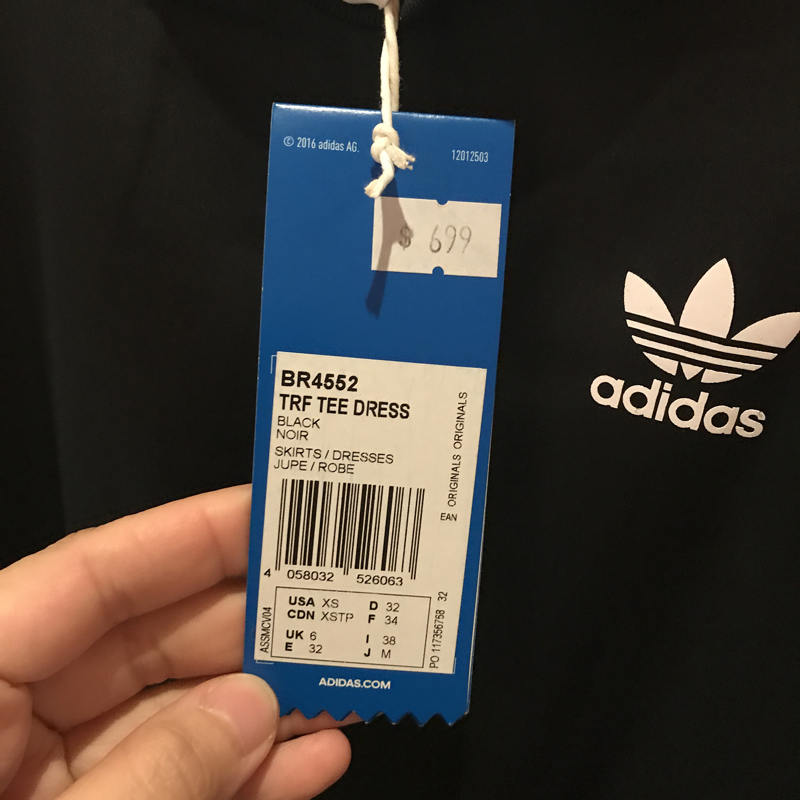 © 2016 adidas AG.
12012503
$ 699
adidas
BR4552
TRF TEE DRESS
BLACK
NOIR
SKIRTS / DRESSES
JUPE / ROBE
ORIGINALS ORIGINALS
EAN
4 058032 526063
USA XS D 32
CDN XSTP F 34
UK 6 I 38
E 32 J M
ASSMCV04
PO 117356758 32
ADIDAS.COM